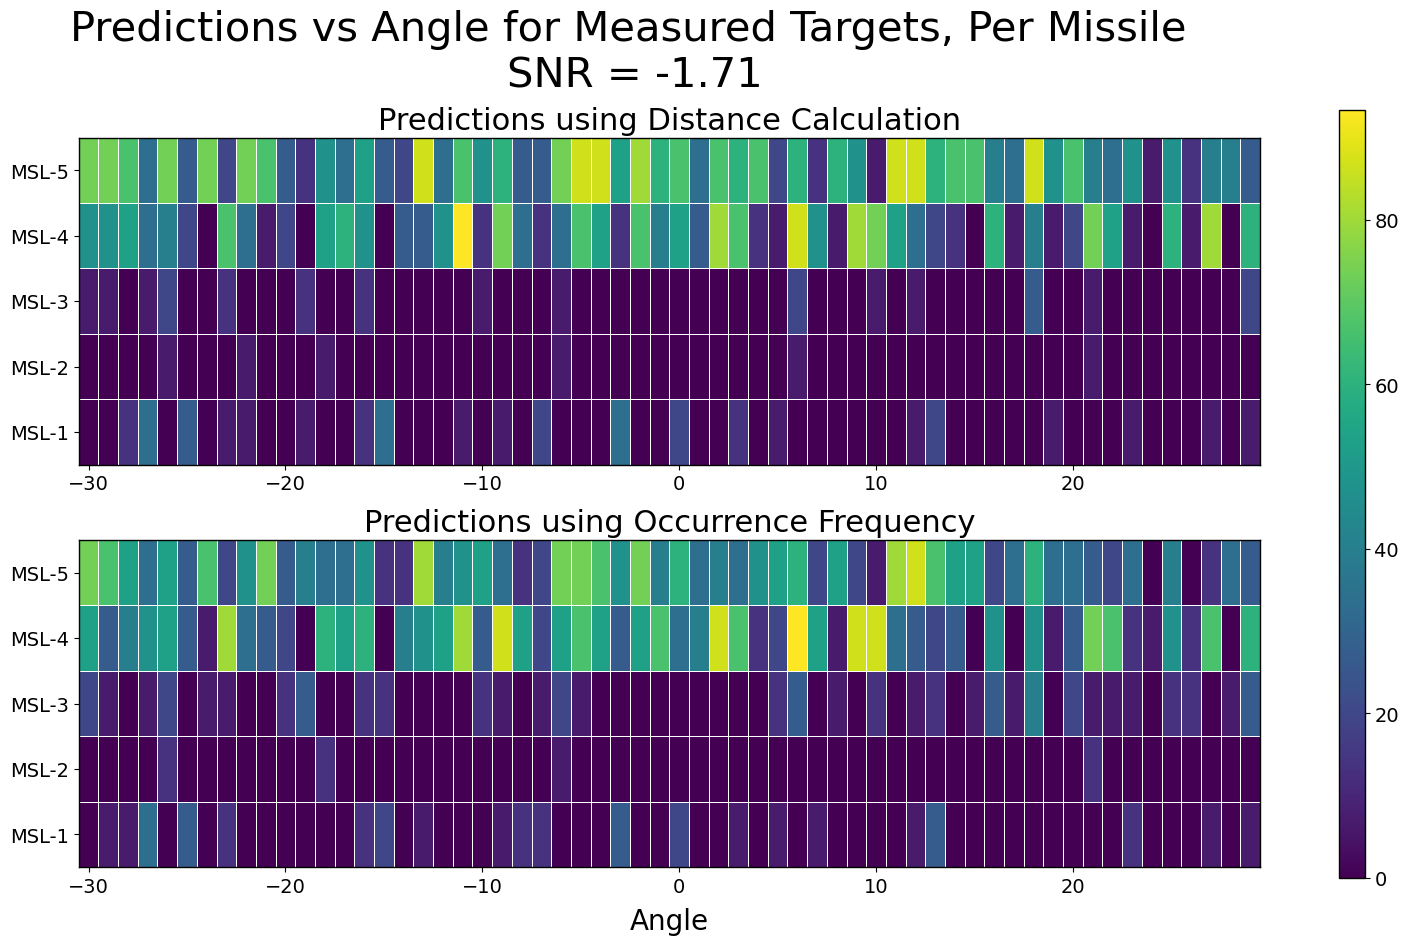 Predictions vs Angle for Measured Targets, Per Missile
SNR = -1.71
Predictions using Distance Calculation
MSL-5
MSL-4
MSL-3
MSL-2
MSL-1
−30 −20 −10 0 10 20
Predictions using Occurrence Frequency
MSL-5
MSL-4
MSL-3
MSL-2
MSL-1
−30 −20 −10 0 10 20
Angle
80
60
40
20
0